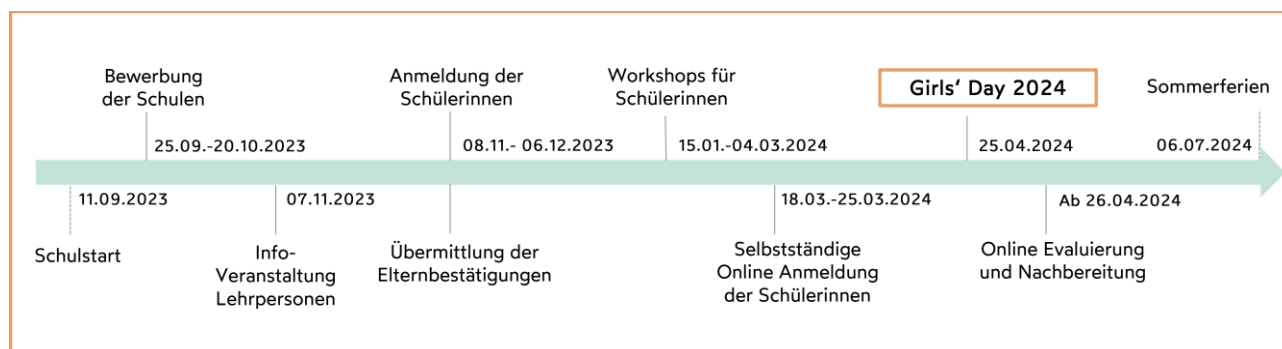 Bewerbung
der Schulen
Anmeldung der
Schülerinnen
Workshops für
Schülerinnen
Girls‘ Day 2024
Sommerferien
25.09.-20.10.2023
08.11.- 06.12.2023
15.01.-04.03.2024
25.04.2024
06.07.2024
11.09.2023
07.11.2023
18.03.-25.03.2024
Ab 26.04.2024
Schulstart
Info-
Veranstaltung
Lehrpersonen
Übermittlung der
Elternbestätigungen
Selbstständige
Online Anmeldung
der Schülerinnen
Online Evaluierung
und Nachbereitung